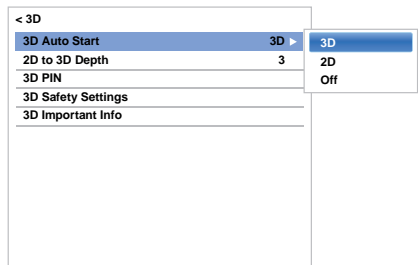 < 3D
3D Auto Start 3D
2D to 3D Depth 3
3D PIN
3D Safety Settings
3D Important Info
3D
2D
Off